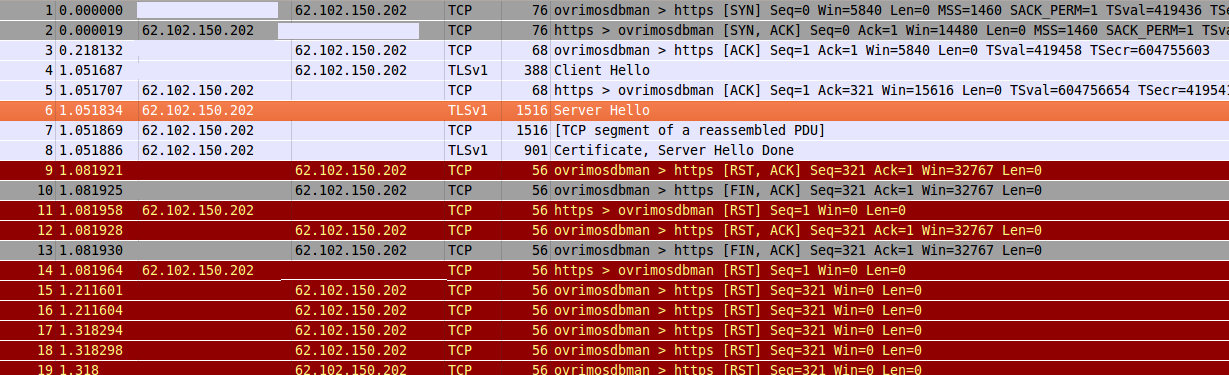 1 0.000000 62.102.150.202 TCP 76 ovrimosdbman > https [SYN] Seq=0 Win=5840 Len=0 MSS=1460 SACK_PERM=1 TSval=419436 TSe
2 0.000019 62.102.150.202 TCP 76 https > ovrimosdbman [SYN, ACK] Seq=0 Ack=1 Win=14480 Len=0 MSS=1460 SACK_PERM=1 TSva
3 0.218132 62.102.150.202 TCP 68 ovrimosdbman > https [ACK] Seq=1 Ack=1 Win=5840 Len=0 TSval=419458 TSecr=604755603
4 1.051687 62.102.150.202 TLSv1 388 Client Hello
5 1.051707 62.102.150.202 TCP 68 https > ovrimosdbman [ACK] Seq=1 Ack=321 Win=15616 Len=0 TSval=604756654 TSecr=41954
6 1.051834 62.102.150.202 TLSv1 1516 Server Hello
7 1.051869 62.102.150.202 TCP 1516 [TCP segment of a reassembled PDU]
8 1.051886 62.102.150.202 TLSv1 901 Certificate, Server Hello Done
9 1.081921 62.102.150.202 TCP 56 ovrimosdbman > https [RST, ACK] Seq=321 Ack=1 Win=32767 Len=0
10 1.081925 62.102.150.202 TCP 56 ovrimosdbman > https [FIN, ACK] Seq=321 Ack=1 Win=32767 Len=0
11 1.081958 62.102.150.202 TCP 56 https > ovrimosdbman [RST] Seq=1 Win=0 Len=0
12 1.081928 62.102.150.202 TCP 56 ovrimosdbman > https [RST, ACK] Seq=321 Ack=1 Win=32767 Len=0
13 1.081930 62.102.150.202 TCP 56 ovrimosdbman > https [FIN, ACK] Seq=321 Ack=1 Win=32767 Len=0
14 1.081964 62.102.150.202 TCP 56 https > ovrimosdbman [RST] Seq=1 Win=0 Len=0
15 1.211601 62.102.150.202 TCP 56 ovrimosdbman > https [RST] Seq=321 Win=0 Len=0
16 1.211604 62.102.150.202 TCP 56 ovrimosdbman > https [RST] Seq=321 Win=0 Len=0
17 1.318294 62.102.150.202 TCP 56 ovrimosdbman > https [RST] Seq=321 Win=0 Len=0
18 1.318298 62.102.150.202 TCP 56 ovrimosdbman > https [RST] Seq=321 Win=0 Len=0
19 1.318 62.102.150.202 TCP 56 ovrimosdbman > https [RST] Seq=321 Win=0 Len=0